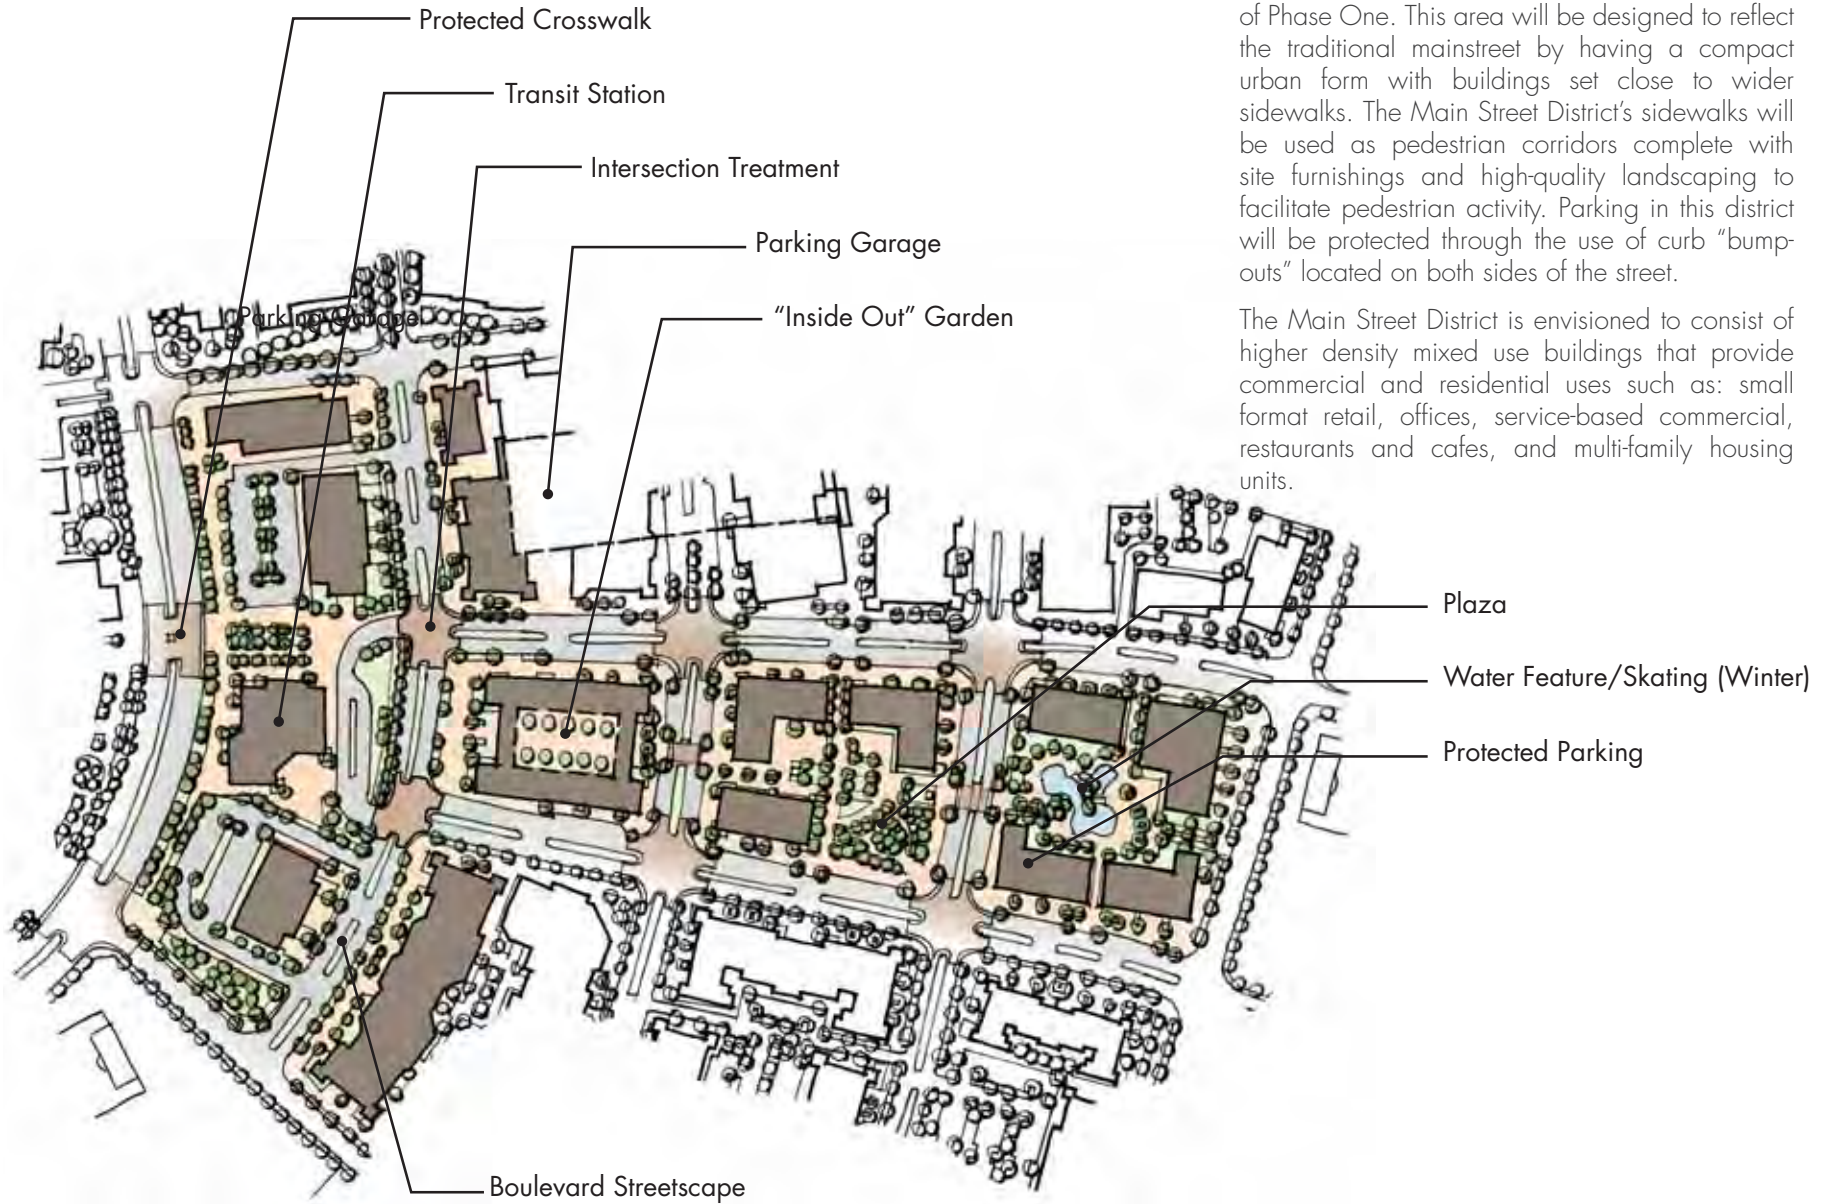 Protected Crosswalk
Transit Station
Intersection Treatment
Parking Garage
"Inside Out" Garden
Parking Garage
of Phase One. This area will be designed to reflect
the traditional mainstreet by having a compact
urban form with buildings set close to wider
sidewalks. The Main Street District's sidewalks will
be used as pedestrian corridors complete with
site furnishings and high-quality landscaping to
facilitate pedestrian activity. Parking in this district
will be protected through the use of curb "bump-
outs" located on both sides of the street.
The Main Street District is envisioned to consist of
higher density mixed use buildings that provide
commercial and residential uses such as: small
format retail, offices, service-based commercial,
restaurants and cafes, and multi-family housing
units.
Plaza
Water Feature/Skating (Winter)
Protected Parking
Boulevard Streetscape